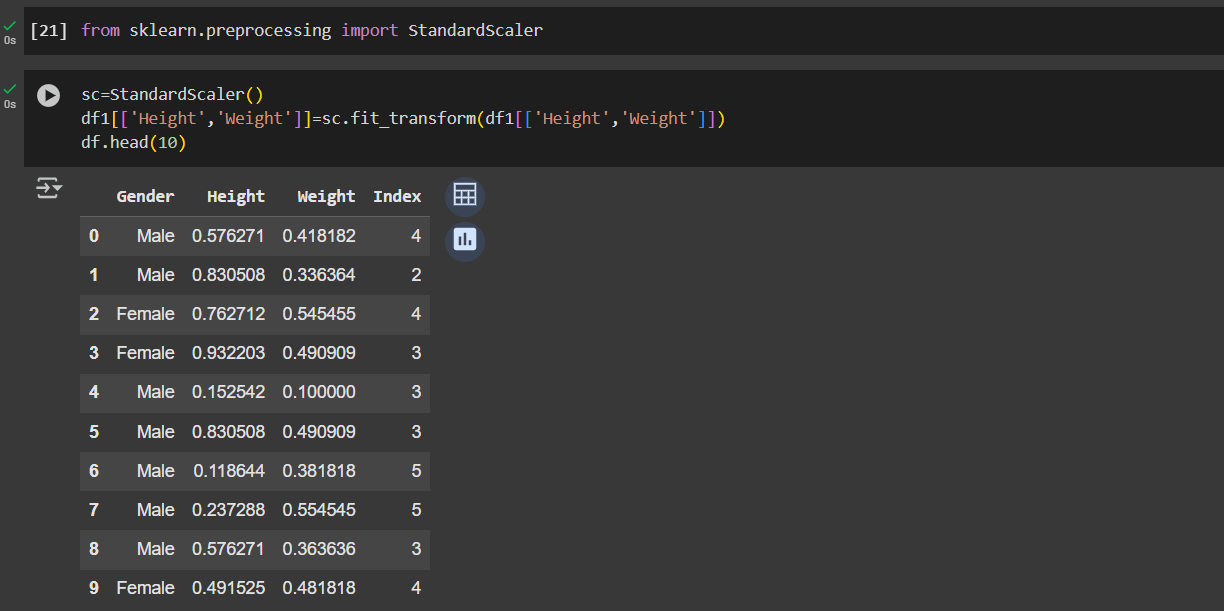 [21] from sklearn.preprocessing import StandardScaler
0s
0s
sc=StandardScaler()
df1[['Height','Weight']]=sc.fit_transform(df1[['Height','Weight']])
df.head(10)
Gender Height Weight Index
0 Male 0.576271 0.418182 4
1 Male 0.830508 0.336364 2
2 Female 0.762712 0.545455 4
3 Female 0.932203 0.490909 3
4 Male 0.152542 0.100000 3
5 Male 0.830508 0.490909 3
6 Male 0.118644 0.381818 5
7 Male 0.237288 0.554545 5
8 Male 0.576271 0.363636 3
9 Female 0.491525 0.481818 4